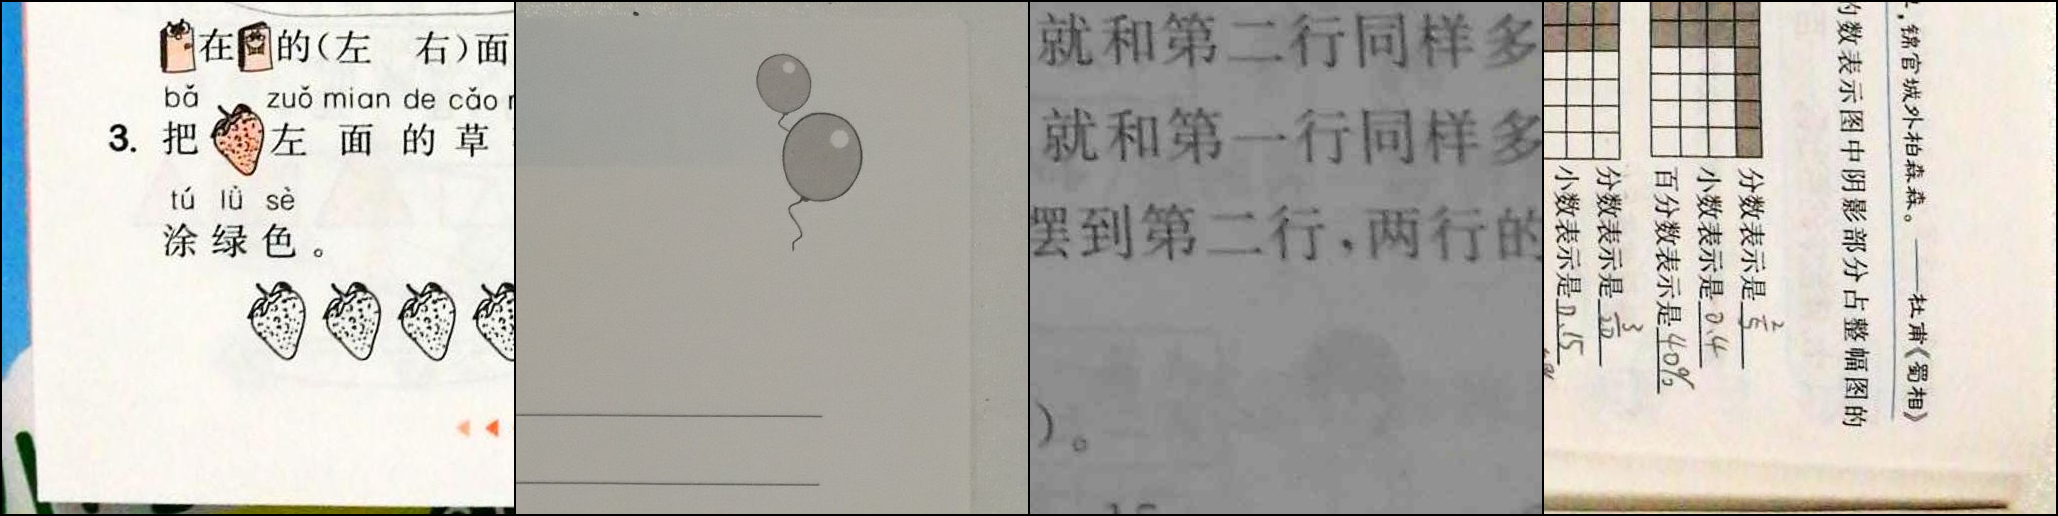 在 的(左 右)面
bǎ zuǒ mian de cǎo
3. 把 左 面 的 草
tú lǜ sè
涂 绿 色 。
就和第二行同样多
就和第一行同样多
摆到第二行，两行的
)。
锦官城外柏森森。——杜甫《蜀相》
的数表示图中阴影部分占整幅图的
分数表示是 2/5
小数表示是 0.4
百分数表示是 40%
分数表示是 3/20
小数表示是 0.15